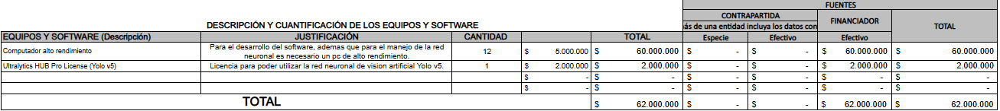 FUENTES
CONTRAPARTIDA FINANCIADOR TOTAL
DESCRIPCIÓN Y CUANTIFICACIÓN DE LOS EQUIPOS Y SOFTWARE
ás de una entidad incluya los datos con
EQUIPOS Y SOFTWARE (Descripción) JUSTIFICACIÓN CANTIDAD TOTAL Especie Efectivo Efectivo
Computador alto rendimiento Para el desarrollo del software, ademas que para el manejo de la red
neuronal es necesario un pc de alto rendimiento. 12 $ 5.000.000 $ 60.000.000 $ - $ - $ 60.000.000 $ 60.000.000
Ultralytics HUB Pro License (Yolo v5) Licencia para poder utilizar la red neuronal de vision artificial Yolo v5. 1 $ 2.000.000 $ 2.000.000 $ - $ - $ 2.000.000 $ 2.000.000
$ - $ - $ - $ - $ - $ -
$ - $ - $ - $ - $ - $ -
TOTAL $ 62.000.000 $ - $ - $ 62.000.000 $ 62.000.000